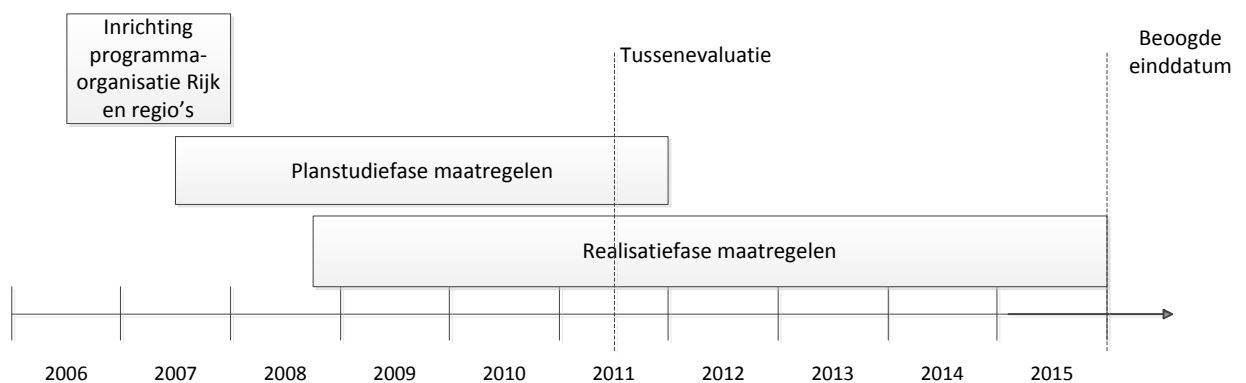 Inrichting
programma-
organisatie Rijk
en regio's
Tussenevaluatie
Beoogde
einddatum
Planstudiefase maatregelen
Realisatiefase maatregelen
2006 2007 2008 2009 2010 2011 2012 2013 2014 2015